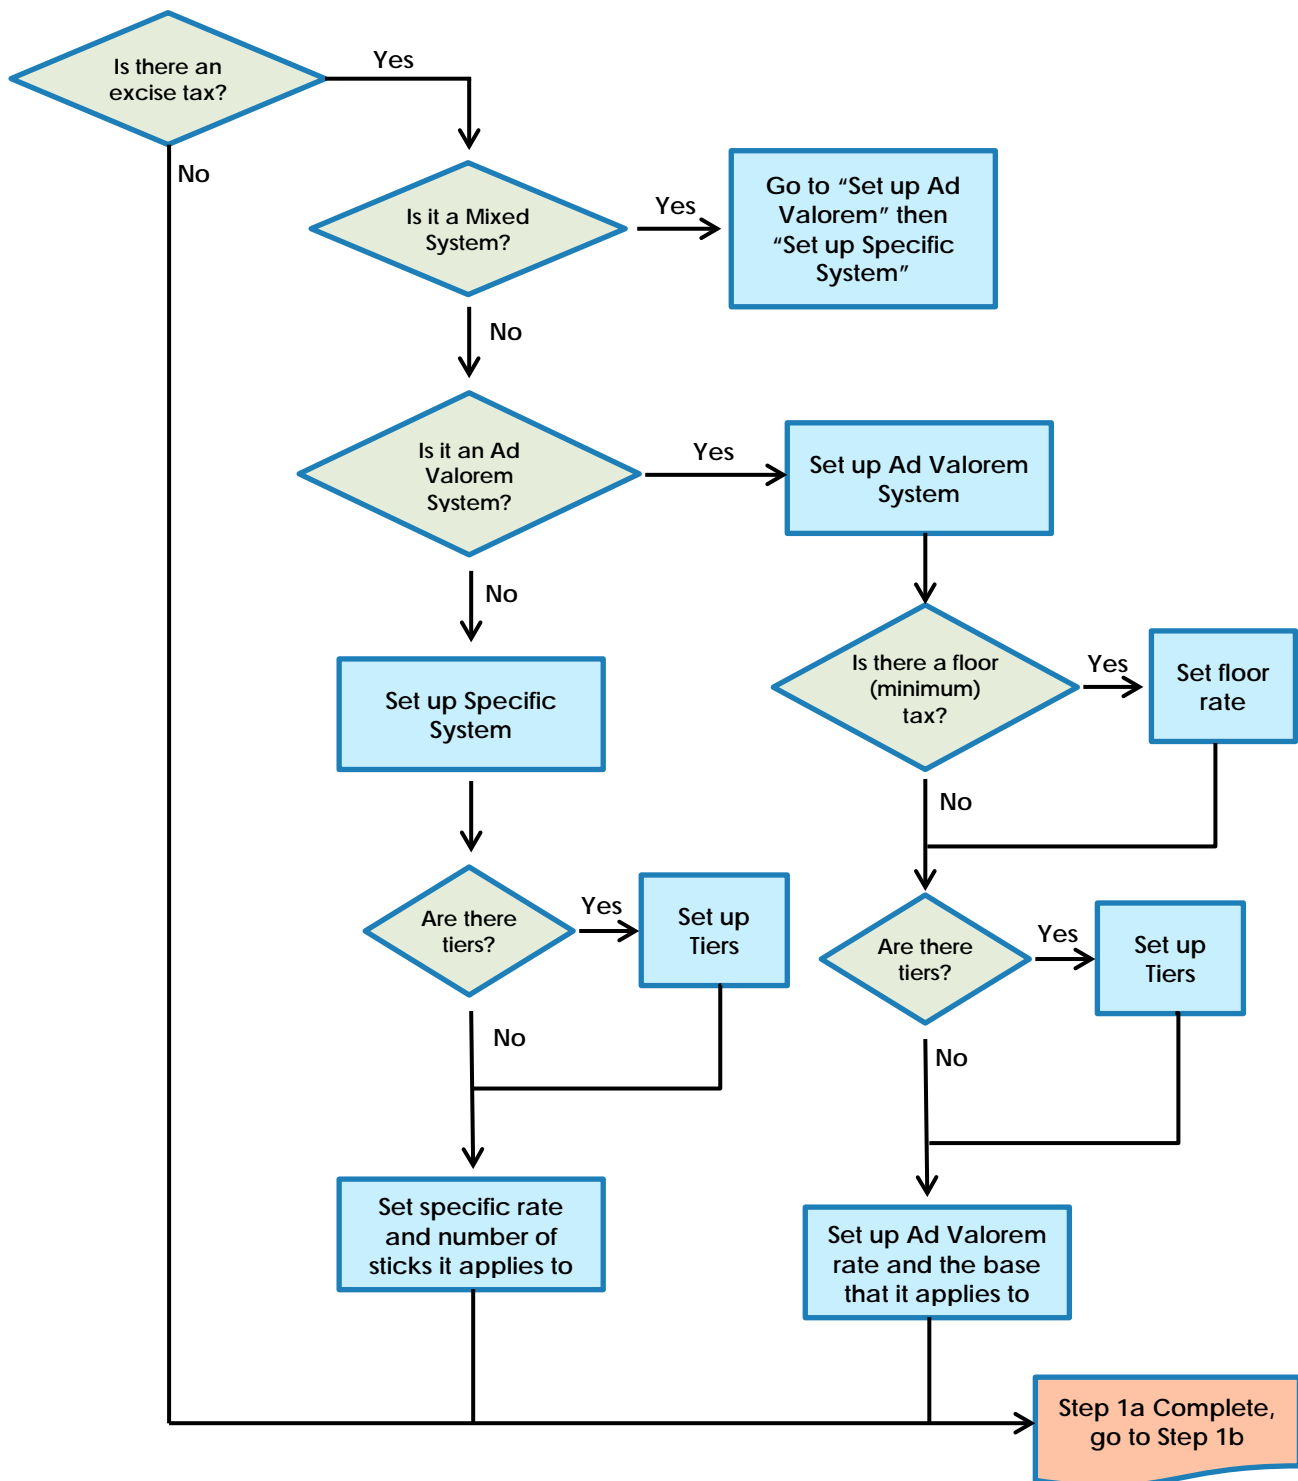 Is there an
excise tax?
Yes
No
Is it a Mixed
System?
Yes
Go to “Set up Ad
Valorem” then
“Set up Specific
System”
No
Is it an Ad
Valorem
System?
Yes
Set up Ad Valorem
System
No
Set up Specific
System
Is there a floor
(minimum)
tax?
Yes
Set floor
rate
No
Are there
tiers?
Yes
Set up
Tiers
No
Are there
tiers?
Yes
Set up
Tiers
No
Set specific rate
and number of
sticks it applies to
Set up Ad Valorem
rate and the base
that it applies to
Step 1a Complete,
go to Step 1b